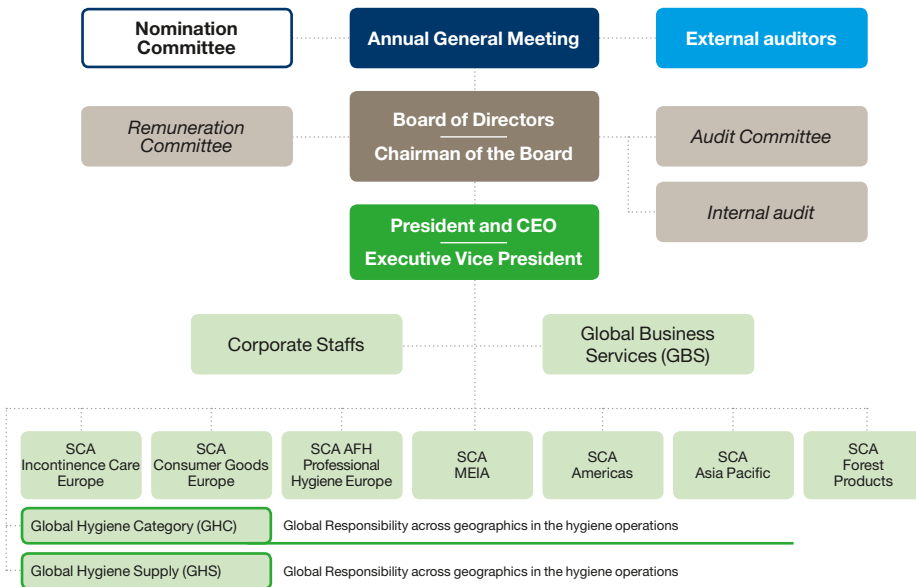 Nomination
Committee
Annual General Meeting
External auditors
Remuneration
Committee
Board of Directors
Chairman of the Board
Audit Committee
Internal audit
President and CEO
Executive Vice President
Corporate Staffs
Global Business
Services (GBS)
SCA
Incontinence Care
Europe
SCA
Consumer Goods
Europe
SCA AFH
Professional
Hygiene Europe
SCA
MEIA
SCA
Americas
SCA
Asia Pacific
SCA
Forest
Products
Global Hygiene Category (GHC)
Global Responsibility across geographics in the hygiene operations
Global Hygiene Supply (GHS)
Global Responsibility across geographics in the hygiene operations